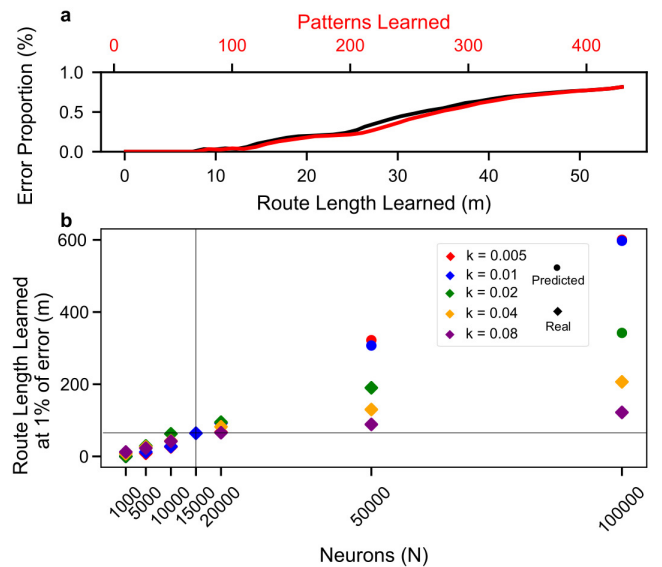 a
Patterns Learned
0 100 200 300 400
Error Proportion (%)
1.0
0.5
0.0
0 10 20 30 40 50
Route Length Learned (m)
b
Route Length Learned
at 1% of error (m)
600
400
200
0
k = 0.005
k = 0.01
k = 0.02
k = 0.04
k = 0.08
Predicted
Real
1000 5000 10000 15000 20000 50000 100000
Neurons (N)